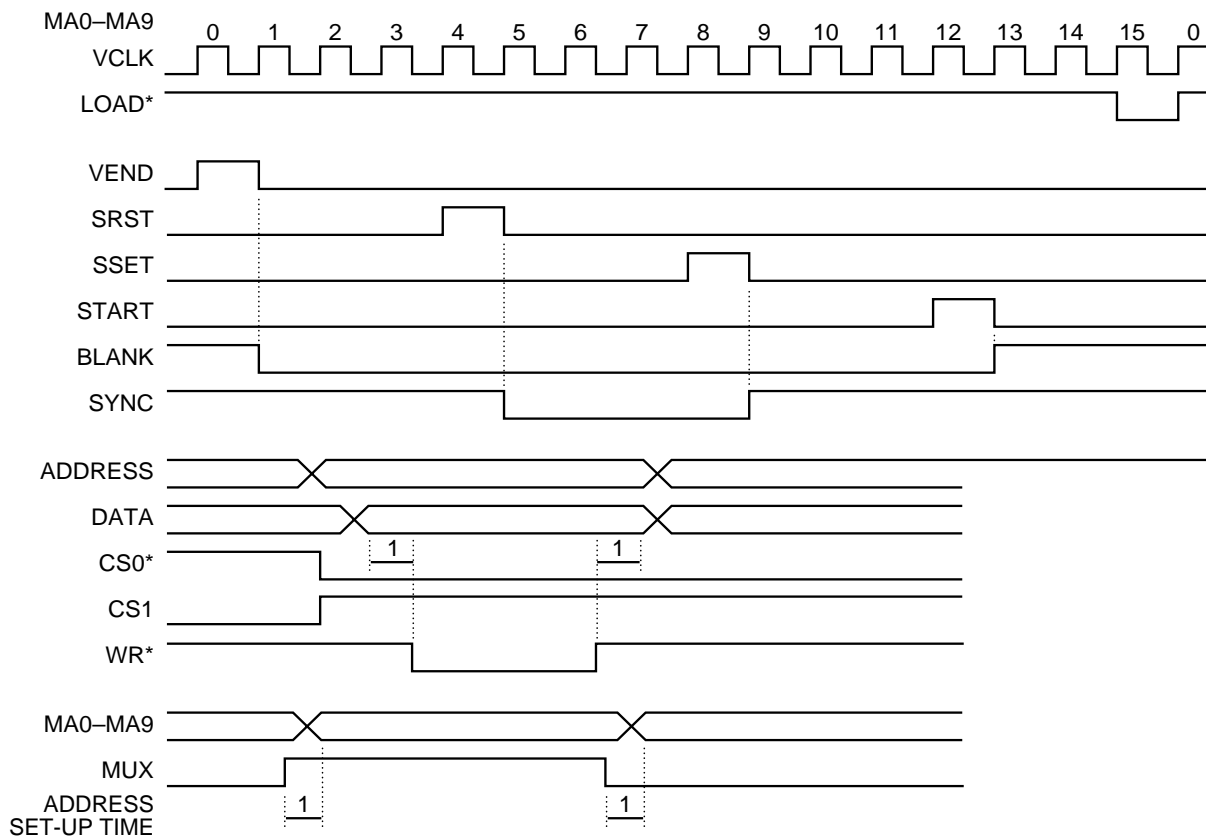 MA0–MA9
0 1 2 3 4 5 6 7 8 9 10 11 12 13 14 15 0
VCLK
LOAD*
VEND
SRST
SSET
START
BLANK
SYNC
ADDRESS
DATA
1 1
CS0*
CS1
WR*
MA0–MA9
MUX
ADDRESS
SET-UP TIME
1 1